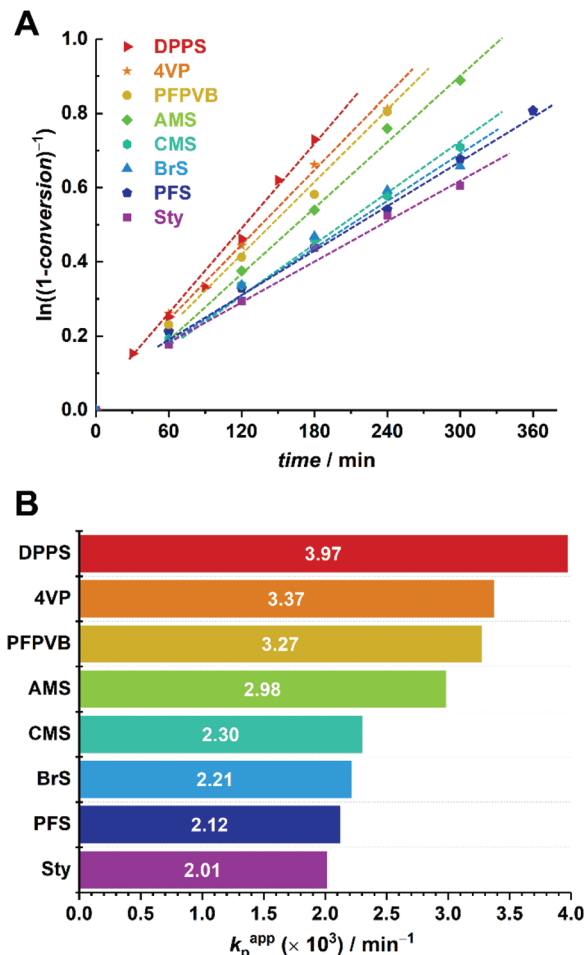 A
DPPS
4VP
PFPVB
AMS
CMS
BrS
PFS
Sty
ln((1-conversion)⁻¹)
1.0
0.8
0.6
0.4
0.2
0.0
0 60 120 180 240 300 360
time / min
B
DPPS 3.97
4VP 3.37
PFPVB 3.27
AMS 2.98
CMS 2.30
BrS 2.21
PFS 2.12
Sty 2.01
0.0 0.5 1.0 1.5 2.0 2.5 3.0 3.5 4.0
kₚᵃᵖᵖ (× 10³) / min⁻¹